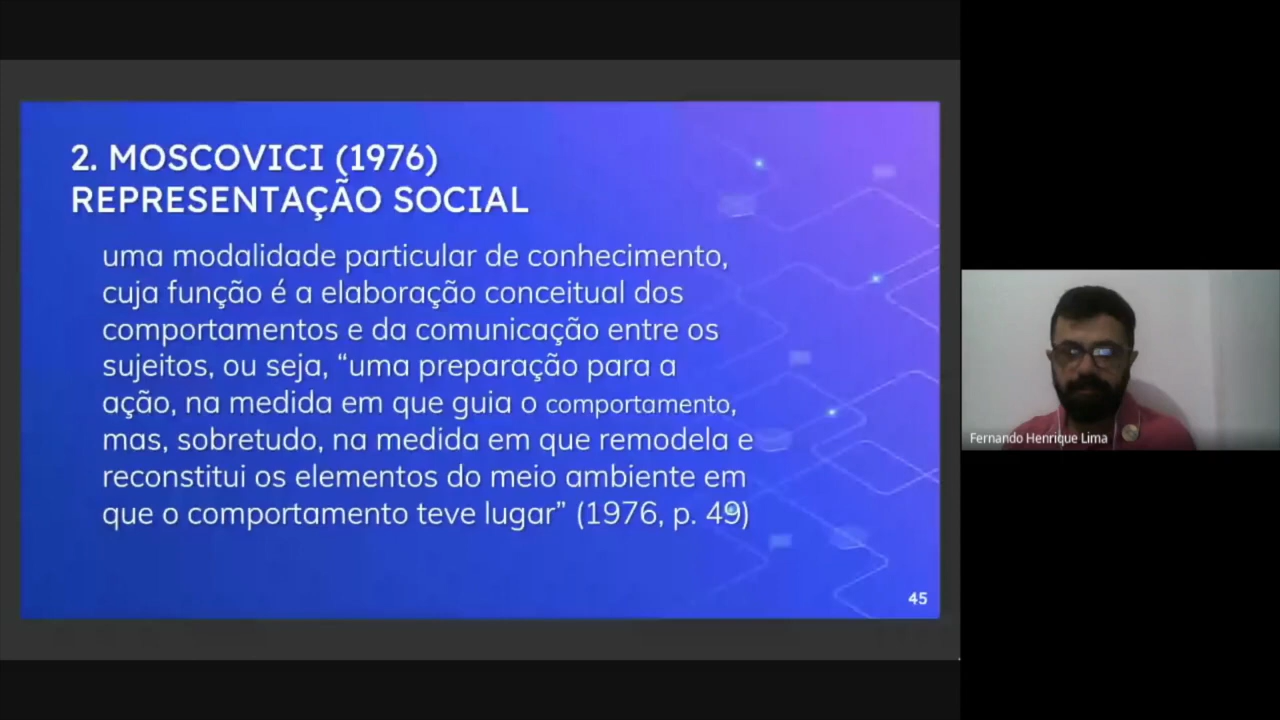 2. MOSCOVICI (1976)
REPRESENTAÇÃO SOCIAL
uma modalidade particular de conhecimento,
cuja função é a elaboração conceitual dos
comportamentos e da comunicação entre os
sujeitos, ou seja, “uma preparação para a
ação, na medida em que guia o comportamento,
mas, sobretudo, na medida em que remodela e
reconstitui os elementos do meio ambiente em
que o comportamento teve lugar” (1976, p. 49)
45
Fernando Henrique Lima